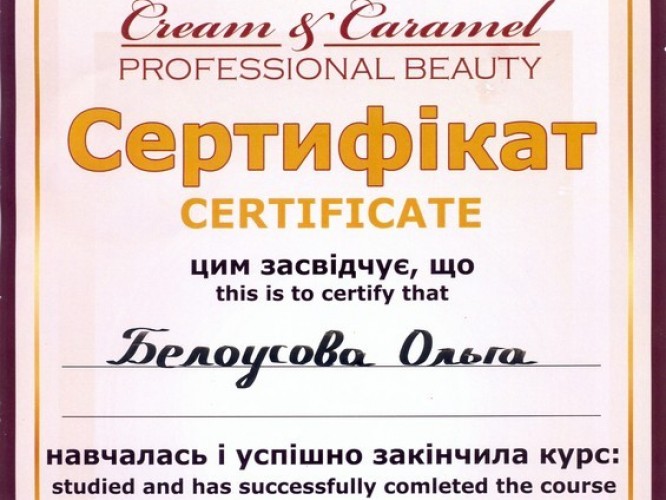 Cream & Caramel
PROFESSIONAL BEAUTY
Сертифікат
CERTIFICATE
цим засвідчує, що
this is to certify that
Белоусова Ольга
навчалась і успішно закінчила курс:
studied and has successfully comleted the course